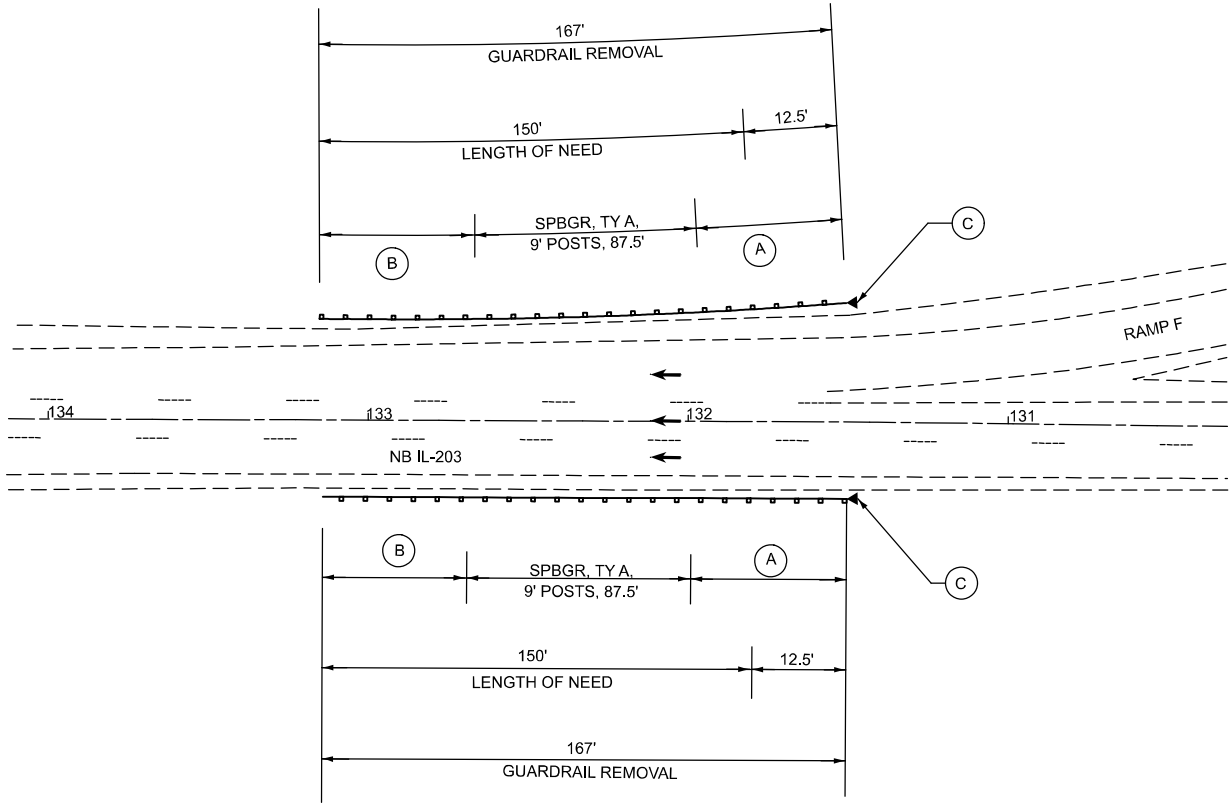 167'
GUARDRAIL REMOVAL
150'
12.5'
LENGTH OF NEED
SPBGR, TY A,
9' POSTS, 87.5'
B
A
C
RAMP F
134
133
132
131
NB IL-203
B
SPBGR, TY A,
9' POSTS, 87.5'
A
C
150'
12.5'
LENGTH OF NEED
167'
GUARDRAIL REMOVAL